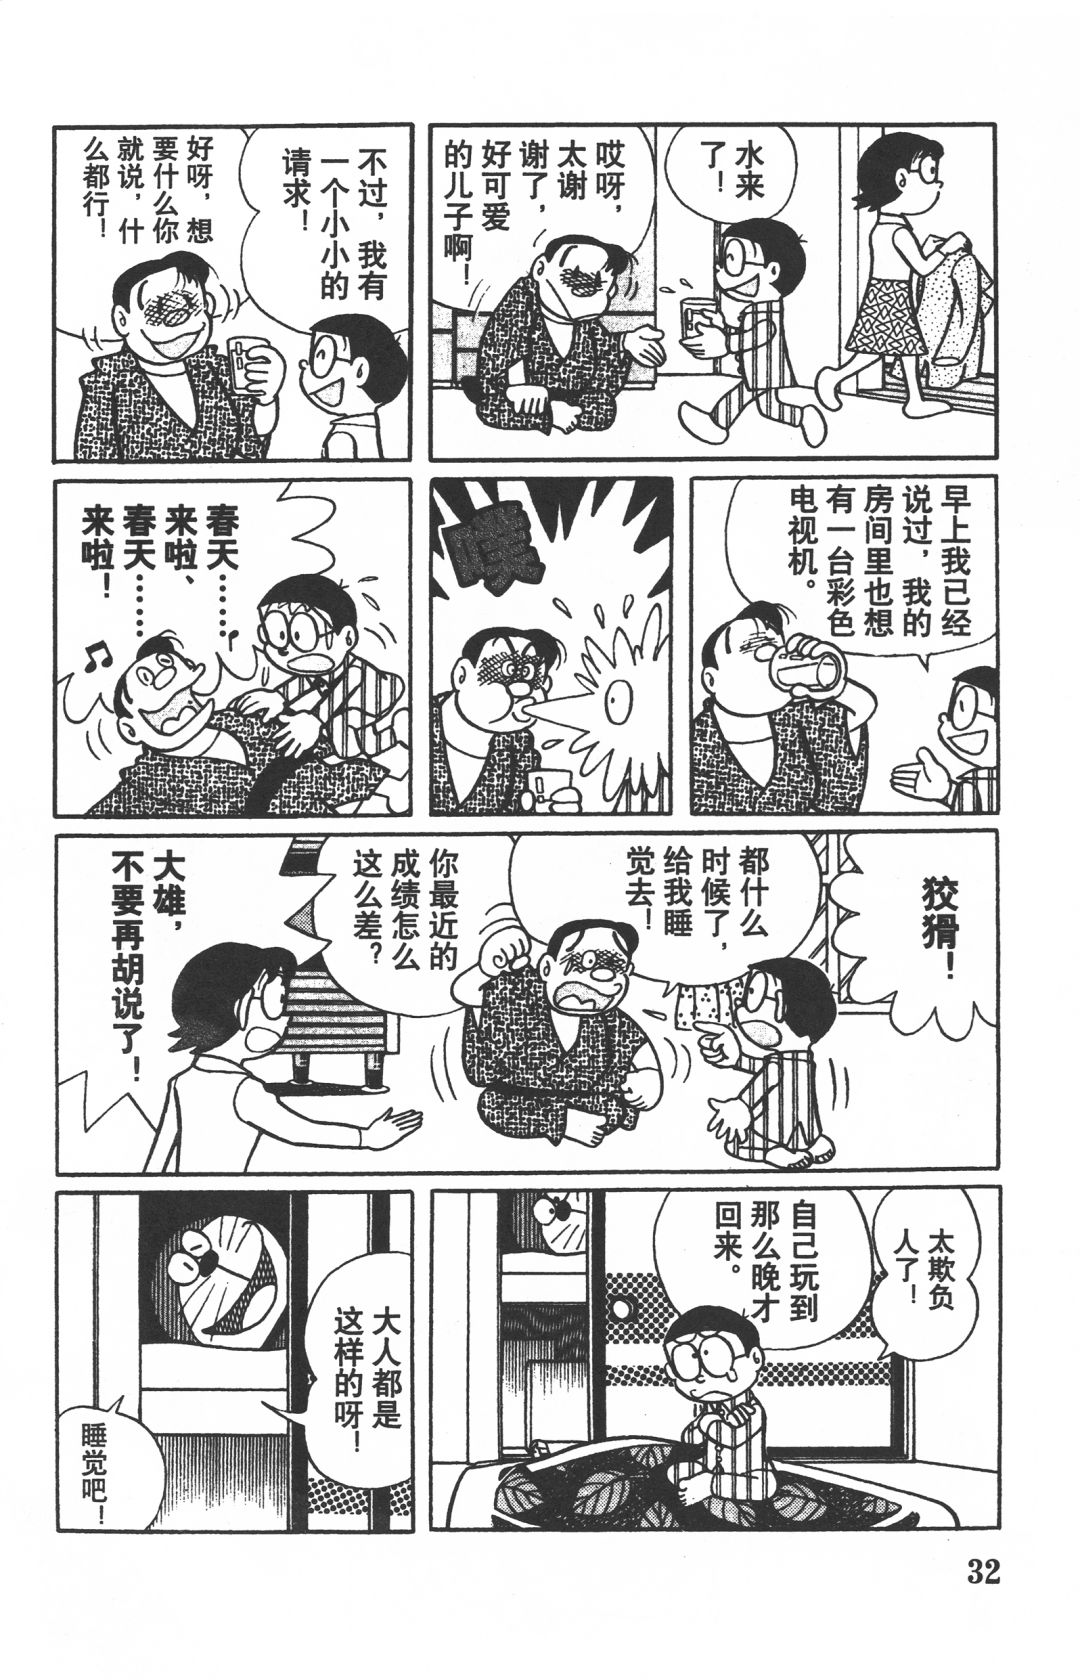 水来
了！
哎呀，
太谢
谢了，
好可爱
的儿子啊！
不过，我有
一个小小的
请求！
好呀，想
要什么你
就说，什
么都行！
早上我已经
说过，我的
房间里也想
有一台彩色
电视机。
噗
春天……
来啦、
春天……
来啦！
狡猾！
都什么
时候了，
给我睡
觉去！
你最近的
成绩怎么
这么差？
大雄，
不要再胡说了！
太欺负
人了！
自己玩到
那么晚才
回来。
大人都是
这样的呀！
睡觉吧！
32